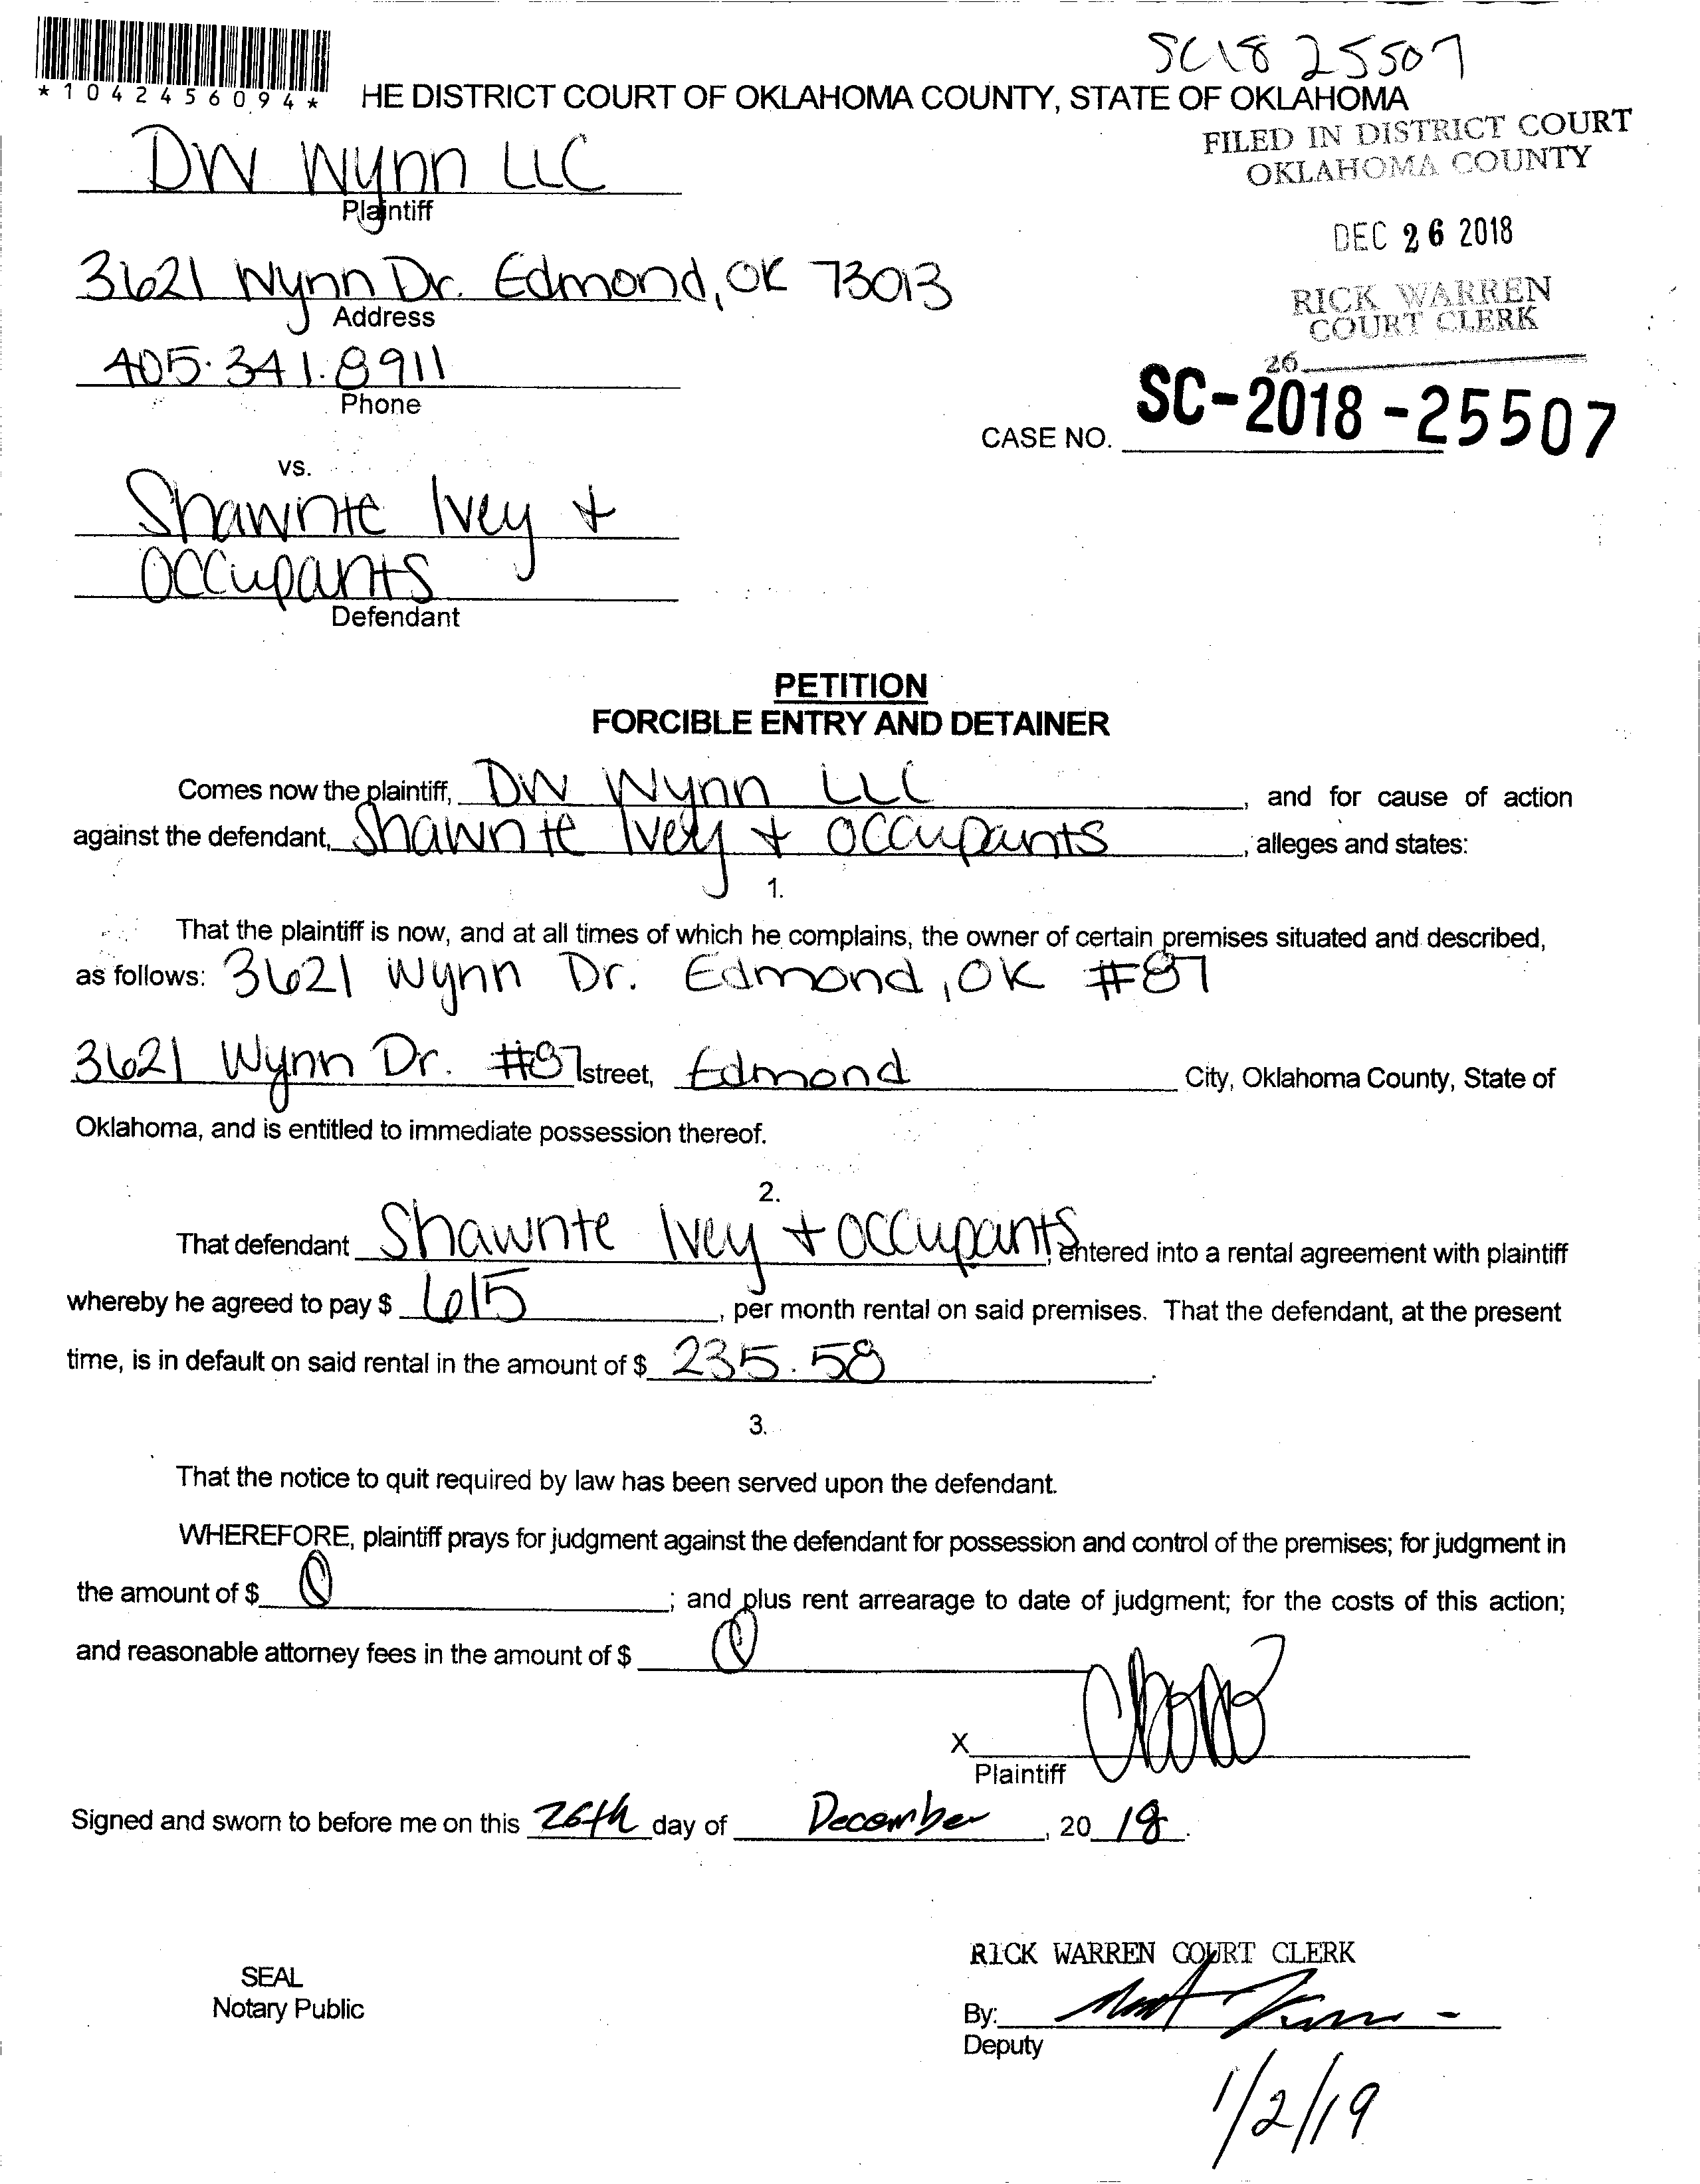 SC18 25507
*1042456094*
HE DISTRICT COURT OF OKLAHOMA COUNTY, STATE OF OKLAHOMA
FILED IN DISTRICT COURT
OKLAHOMA COUNTY
DW Wynn LLC
Plaintiff
DEC 26 2018
3621 Wynn Dr. Edmond, OK 73013
Address
RICK WARREN
COURT CLERK
405.341.8911
Phone
26
CASE NO. SC-2018-25507
vs.
Shawnte Ivey +
Occupants
Defendant
PETITION
FORCIBLE ENTRY AND DETAINER
Comes now the plaintiff, DW Wynn LLC, and for cause of action
against the defendant, Shawnte Ivey + Occupants, alleges and states:
1.
That the plaintiff is now, and at all times of which he complains, the owner of certain premises situated and described,
as follows: 3621 Wynn Dr. Edmond, OK #87
3621 Wynn Dr. #87 street, Edmond City, Oklahoma County, State of
Oklahoma, and is entitled to immediate possession thereof.
2.
That defendant Shawnte Ivey + Occupants, entered into a rental agreement with plaintiff
whereby he agreed to pay $ 615, per month rental on said premises. That the defendant, at the present
time, is in default on said rental in the amount of $ 235.58.
3.
That the notice to quit required by law has been served upon the defendant.
WHEREFORE, plaintiff prays for judgment against the defendant for possession and control of the premises; for judgment in
the amount of $ 0; and plus rent arrearage to date of judgment; for the costs of this action;
and reasonable attorney fees in the amount of $ 0
X
Plaintiff
Signed and sworn to before me on this 26th day of December, 20 18.
RICK WARREN COURT CLERK
SEAL
Notary Public
By:
Deputy
1/2/19